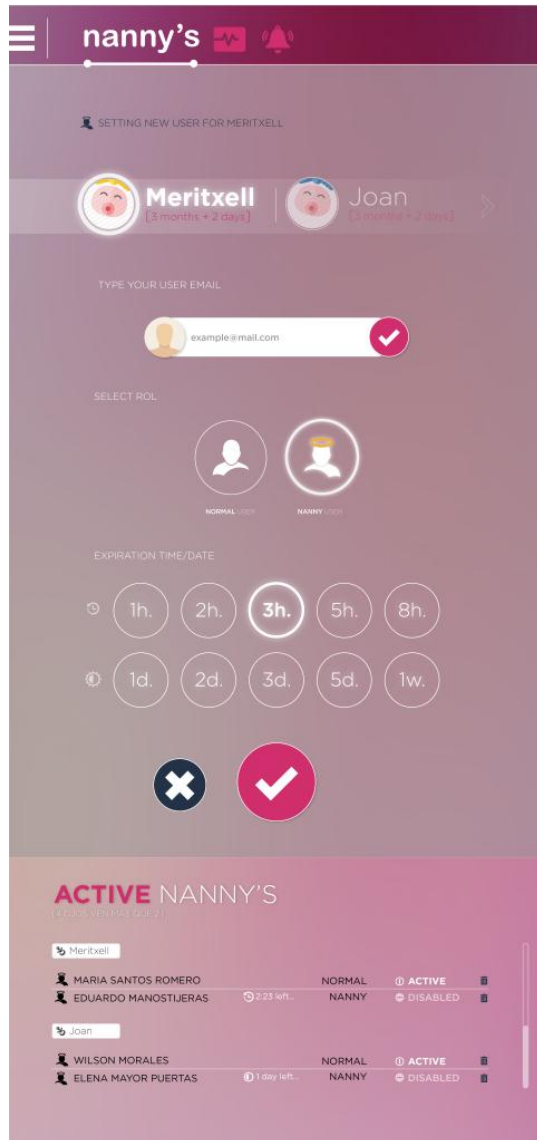 nanny's
SETTING NEW USER FOR MERITXELL
Meritxell Joan
[3 months + 2 days] [3 months + 2 days]
TYPE YOUR USER EMAIL
example@mail.com
SELECT ROL
NORMAL USER NANNY USER
EXPIRATION TIME/DATE
1h. 2h. 3h. 5h. 8h.
1d. 2d. 3d. 5d. 1w.
ACTIVE NANNY'S
Meritxell
MARIA SANTOS ROMERO NORMAL ACTIVE
EDUARDO MANOSTIJERAS 2:23 left... NANNY DISABLED
Joan
WILSON MORALES NORMAL ACTIVE
ELENA MAYOR PUERTAS 1 day left... NANNY DISABLED